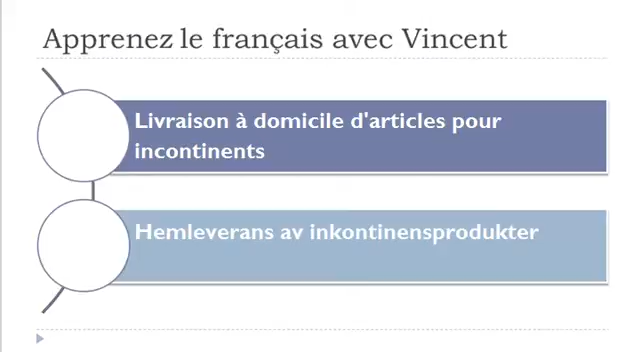 Apprenez le français avec Vincent
Livraison à domicile d'articles pour
incontinents
Hemleverans av inkontinensprodukter